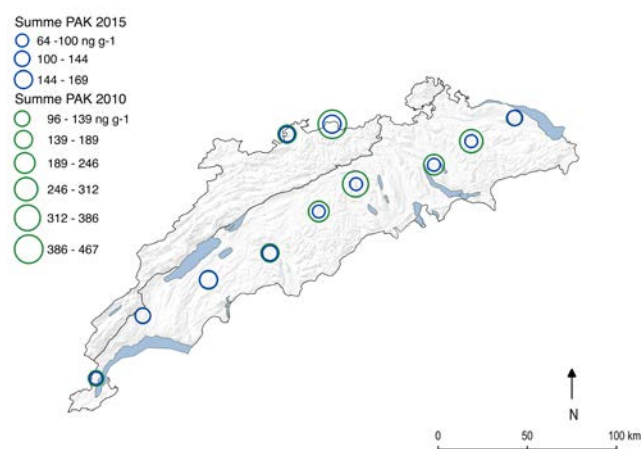 Summe PAK 2015
64 -100 ng g-1
100 - 144
144 - 169
Summe PAK 2010
96 - 139 ng g-1
139 - 189
189 - 246
246 - 312
312 - 386
386 - 467
N
0 50 100 km